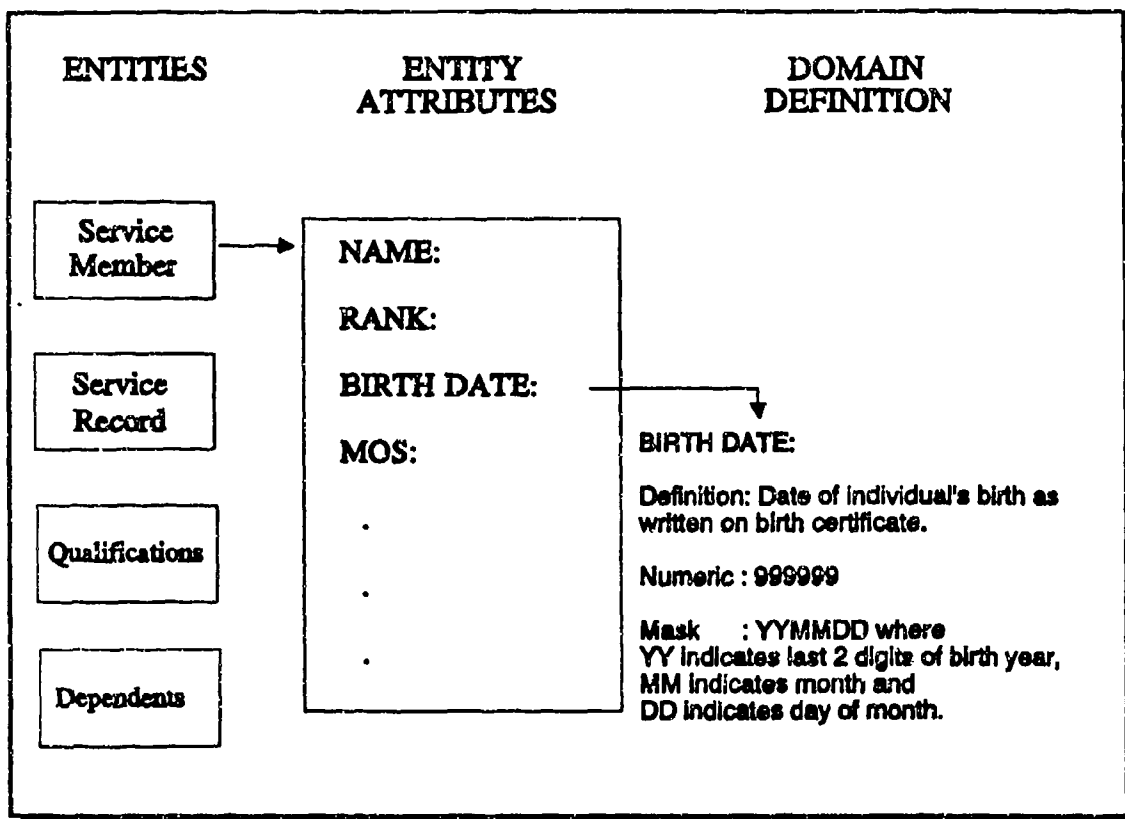 ENTITIES
ENTITY
ATTRIBUTES
DOMAIN
DEFINITION
Service
Member
Service
Record
Qualifications
Dependents
NAME:
RANK:
BIRTH DATE:
MOS:
.
.
.
BIRTH DATE:
Definition: Date of individual's birth as
written on birth certificate.
Numeric : 999999
Mask : YYMMDD where
YY indicates last 2 digits of birth year,
MM indicates month and
DD indicates day of month.